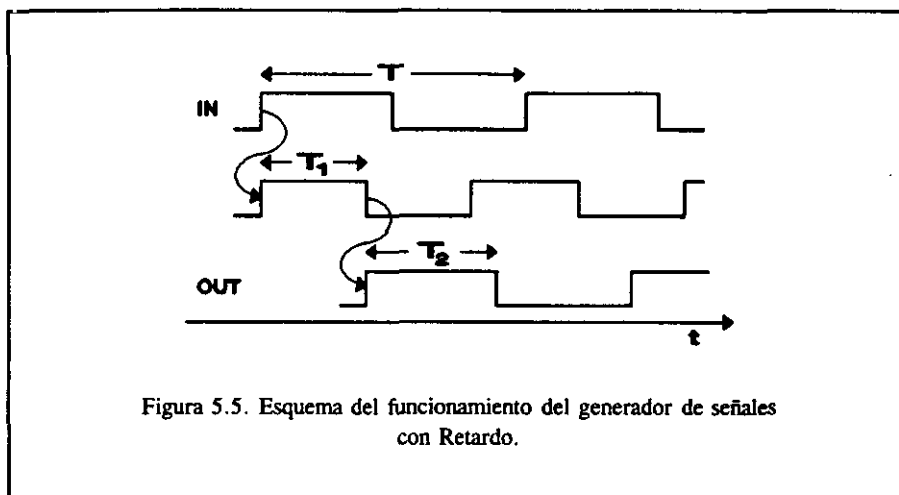 T
IN
T₁
T₂
OUT
t
Figura 5.5. Esquema del funcionamiento del generador de señales
con Retardo.